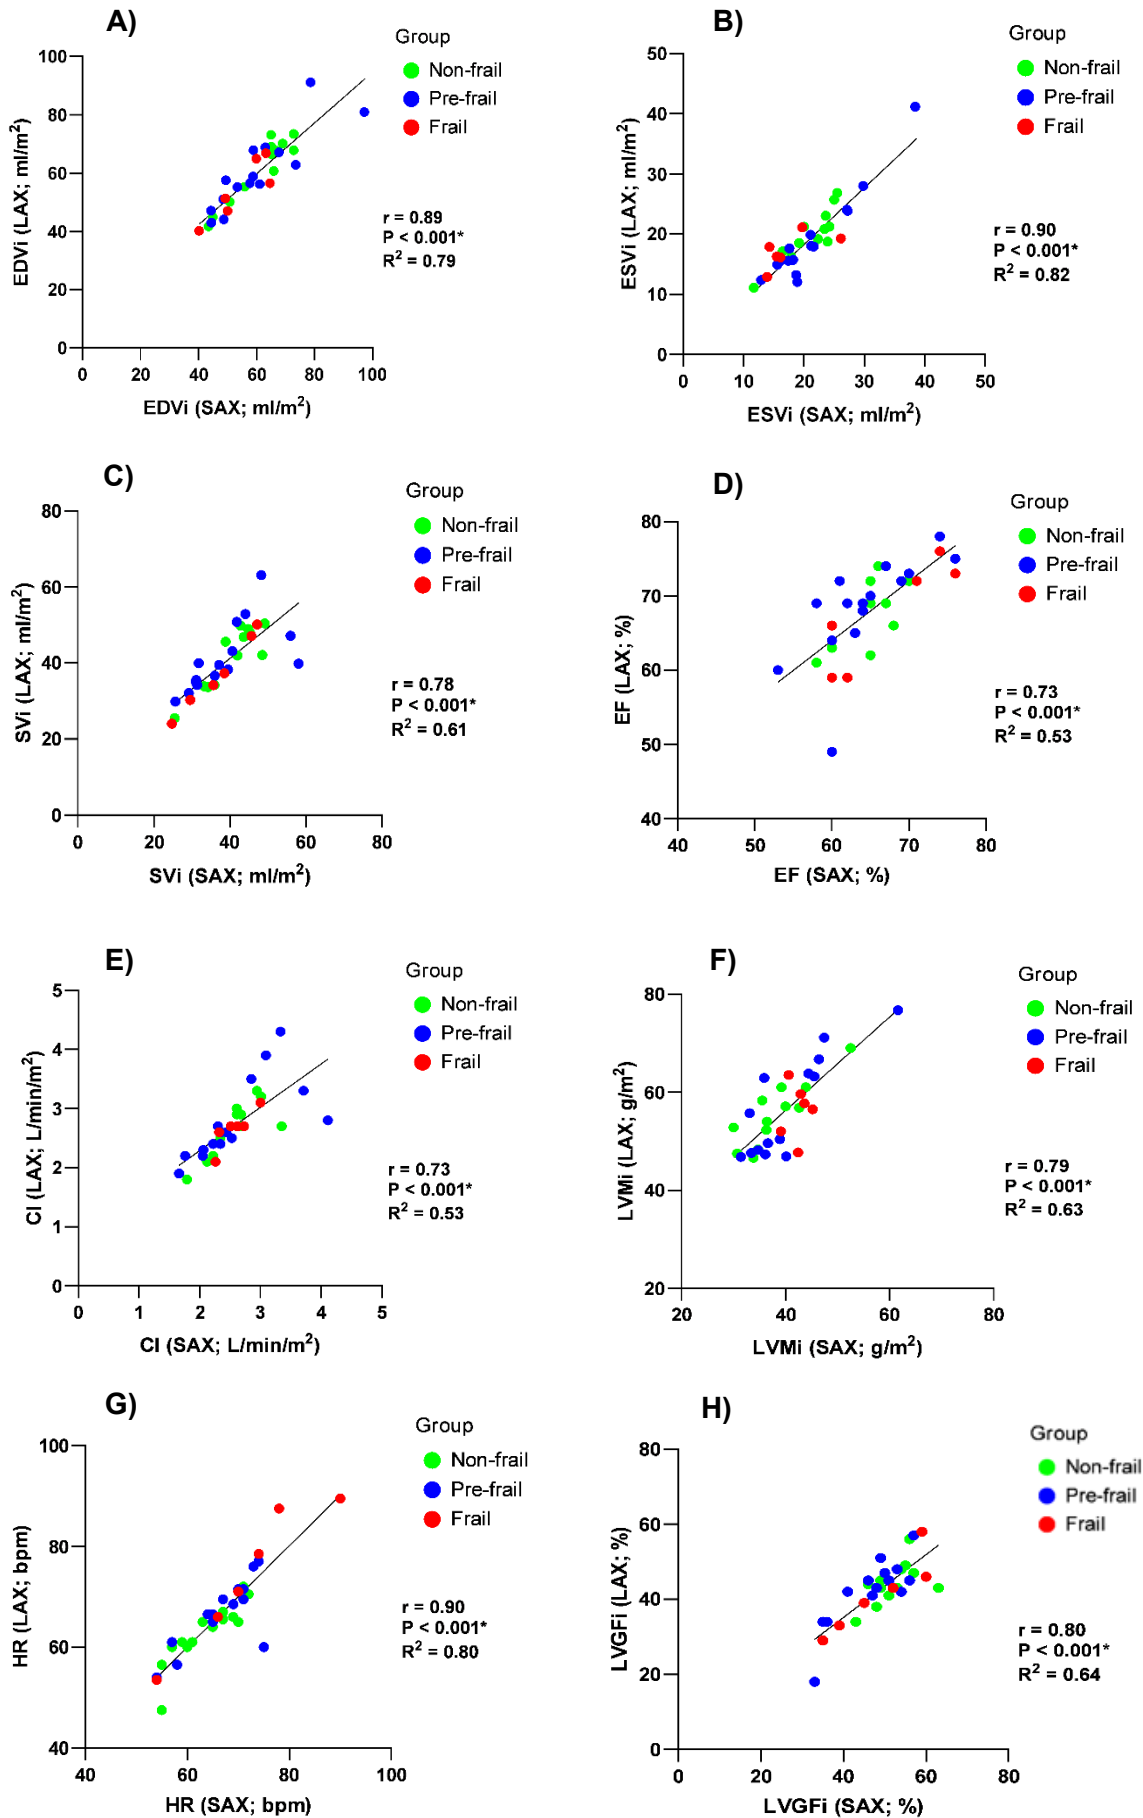 A)
Group
Non-frail
Pre-frail
Frail
100
80
60
40
20
0
EDVi (LAX; ml/m²)
0 20 40 60 80 100
EDVi (SAX; ml/m²)
r = 0.89
P < 0.001*
R² = 0.79
B)
Group
Non-frail
Pre-frail
Frail
50
40
30
20
10
0
ESVi (LAX; ml/m²)
0 10 20 30 40 50
ESVi (SAX; ml/m²)
r = 0.90
P < 0.001*
R² = 0.82
C)
Group
Non-frail
Pre-frail
Frail
80
60
40
20
0
SVi (LAX; ml/m²)
0 20 40 60 80
SVi (SAX; ml/m²)
r = 0.78
P < 0.001*
R² = 0.61
D)
Group
Non-frail
Pre-frail
Frail
80
70
60
50
40
EF (LAX; %)
40 50 60 70 80
EF (SAX; %)
r = 0.73
P < 0.001*
R² = 0.53
E)
Group
Non-frail
Pre-frail
Frail
5
4
3
2
1
0
CI (LAX; L/min/m²)
0 1 2 3 4 5
CI (SAX; L/min/m²)
r = 0.73
P < 0.001*
R² = 0.53
F)
Group
Non-frail
Pre-frail
Frail
80
60
40
20
LVMi (LAX; g/m²)
20 40 60 80
LVMi (SAX; g/m²)
r = 0.79
P < 0.001*
R² = 0.63
G)
Group
Non-frail
Pre-frail
Frail
100
80
60
40
HR (LAX; bpm)
40 60 80 100
HR (SAX; bpm)
r = 0.90
P < 0.001*
R² = 0.80
H)
Group
Non-frail
Pre-frail
Frail
80
60
40
20
0
LVGFi (LAX; %)
0 20 40 60 80
LVGFi (SAX; %)
r = 0.80
P < 0.001*
R² = 0.64